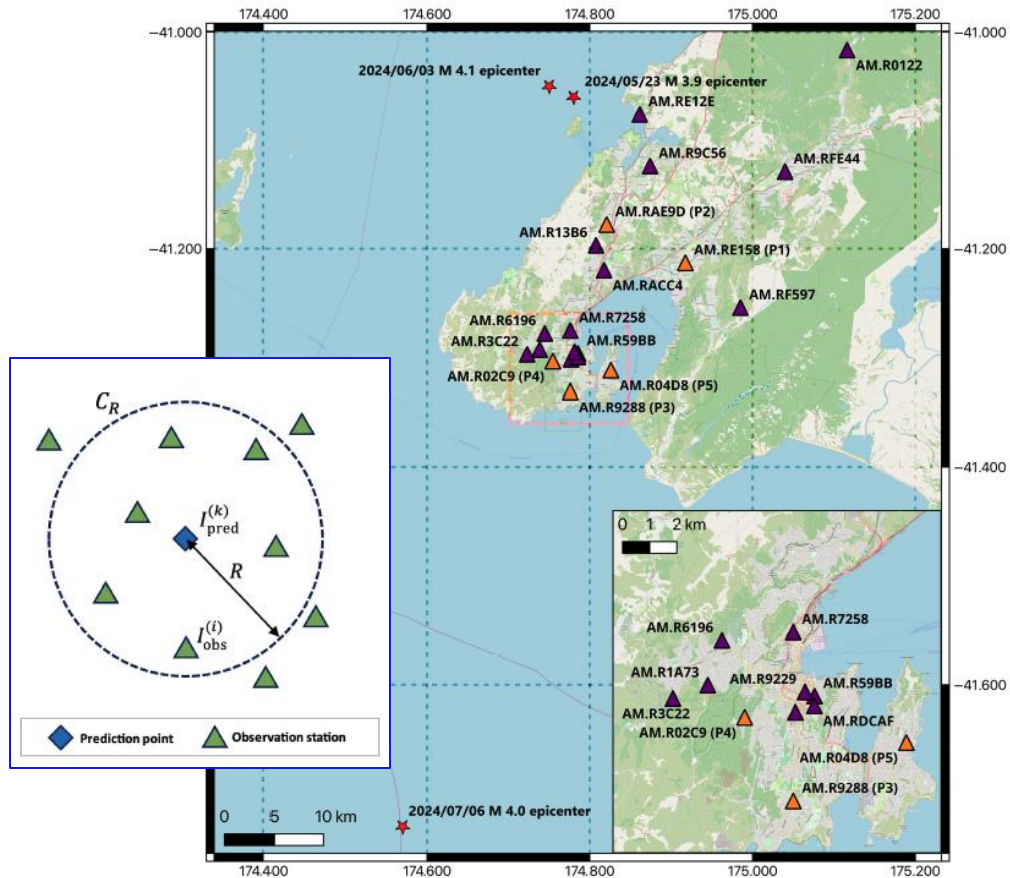 174.400 174.600 174.800 175.000 175.200
−41.000 −41.000
2024/06/03 M 4.1 epicenter
2024/05/23 M 3.9 epicenter
AM.R0122
AM.RE12E
AM.R9C56
AM.RFE44
AM.RAE9D (P2)
AM.R13B6
−41.200 −41.200
AM.RE158 (P1)
AM.RACC4
AM.RF597
AM.R6196
AM.R7258
AM.R3C22
AM.R59BB
AM.R02C9 (P4)
AM.R04D8 (P5)
AM.R9288 (P3)
−41.400
C_R
I_pred^(k)
R
I_obs^(i)
Prediction point
Observation station
0 1 2 km
AM.R7258
AM.R6196
AM.R1A73
AM.R9229
AM.R59BB
AM.R3C22
AM.RDCAF
AM.R02C9 (P4)
AM.R04D8 (P5)
AM.R9288 (P3)
−41.600
2024/07/06 M 4.0 epicenter
0 5 10 km
174.400 174.600 174.800 175.000 175.200